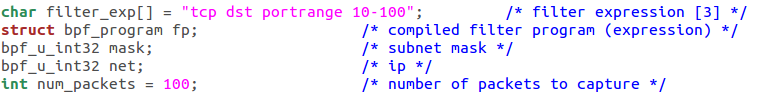 char filter_exp[] = "tcp dst portrange 10-100"; /* filter expression [3] */
struct bpf_program fp; /* compiled filter program (expression) */
bpf_u_int32 mask; /* subnet mask */
bpf_u_int32 net; /* ip */
int num_packets = 100; /* number of packets to capture */